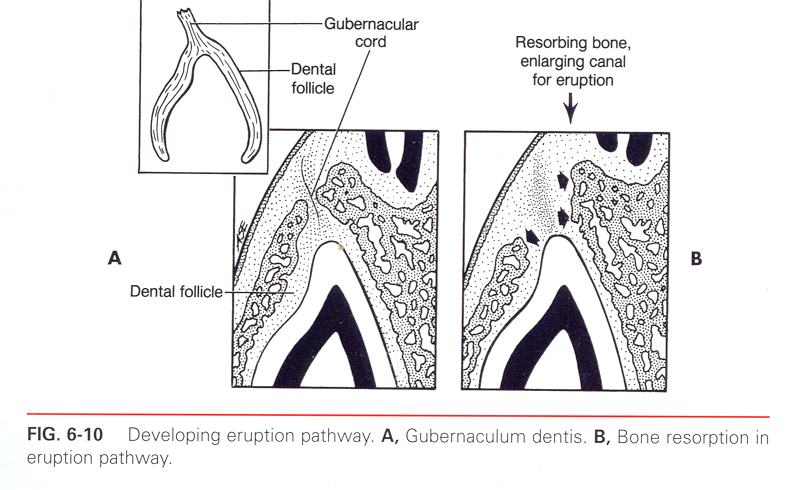 Gubernacular
cord
Dental
follicle
Resorbing bone,
enlarging canal
for eruption
A
B
Dental follicle
FIG. 6-10 Developing eruption pathway. A, Gubernaculum dentis. B, Bone resorption in
eruption pathway.